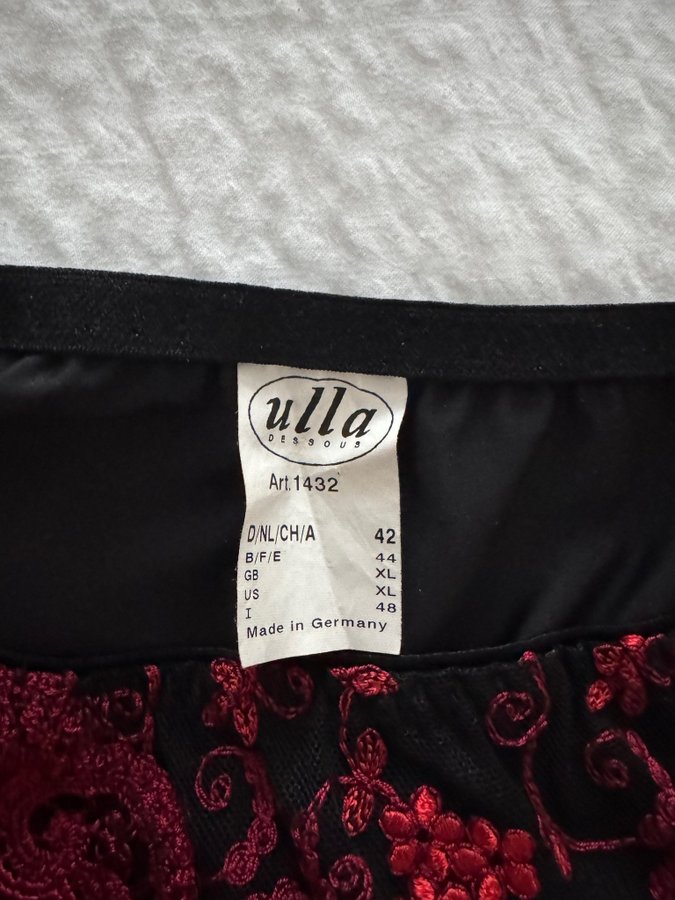 ulla
DESSOUS
Art.1432
D/NL/CH/A 42
B/F/E 44
GB XL
US XL
I 48
Made in Germany